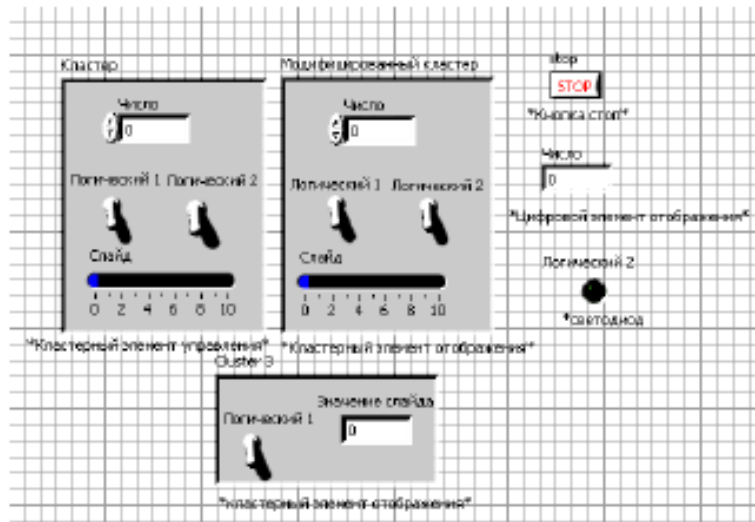 Кластер
Модифицированный кластер
stop
STOP
*Кнопка стоп*
Число
0
Число
0
Число
0
*Цифровой элемент отображения*
Логический 1 Логический 2
Логический 1 Логический 2
Логический 2
*светодиод
Слайд
0 2 4 6 8 10
Слайд
0 2 4 6 8 10
*Кластерный элемент управления*
*Кластерный элемент отображения*
Cluster 3
Значение слайда
Логический 1
0
*кластерный элемент отображения*